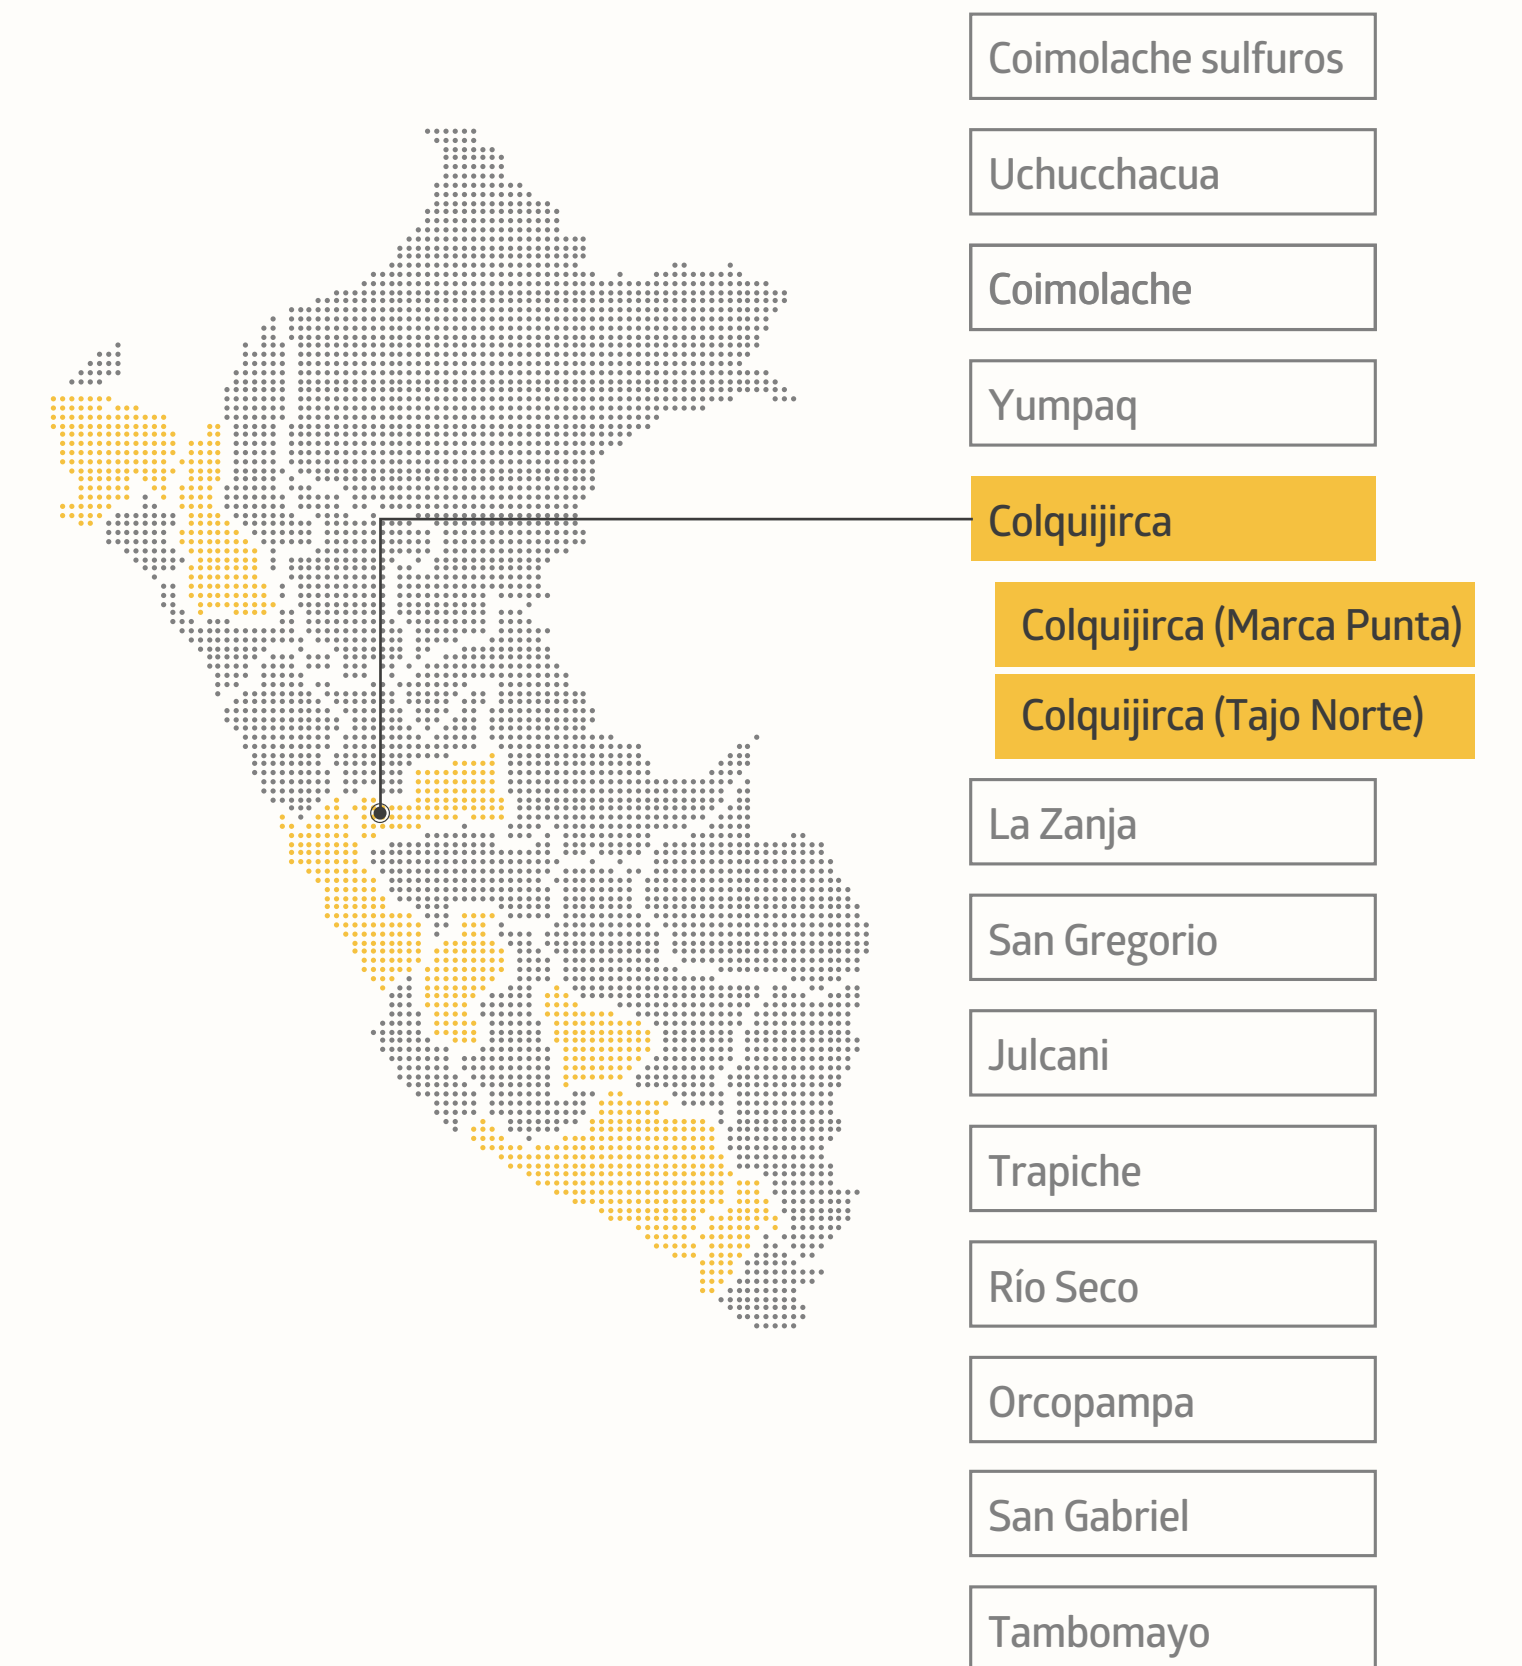 Coimolache sulfuros
Uchucchacua
Coimolache
Yumpaq
Colquijirca
Colquijirca (Marca Punta)
Colquijirca (Tajo Norte)
La Zanja
San Gregorio
Julcani
Trapiche
Río Seco
Orcopampa
San Gabriel
Tambomayo